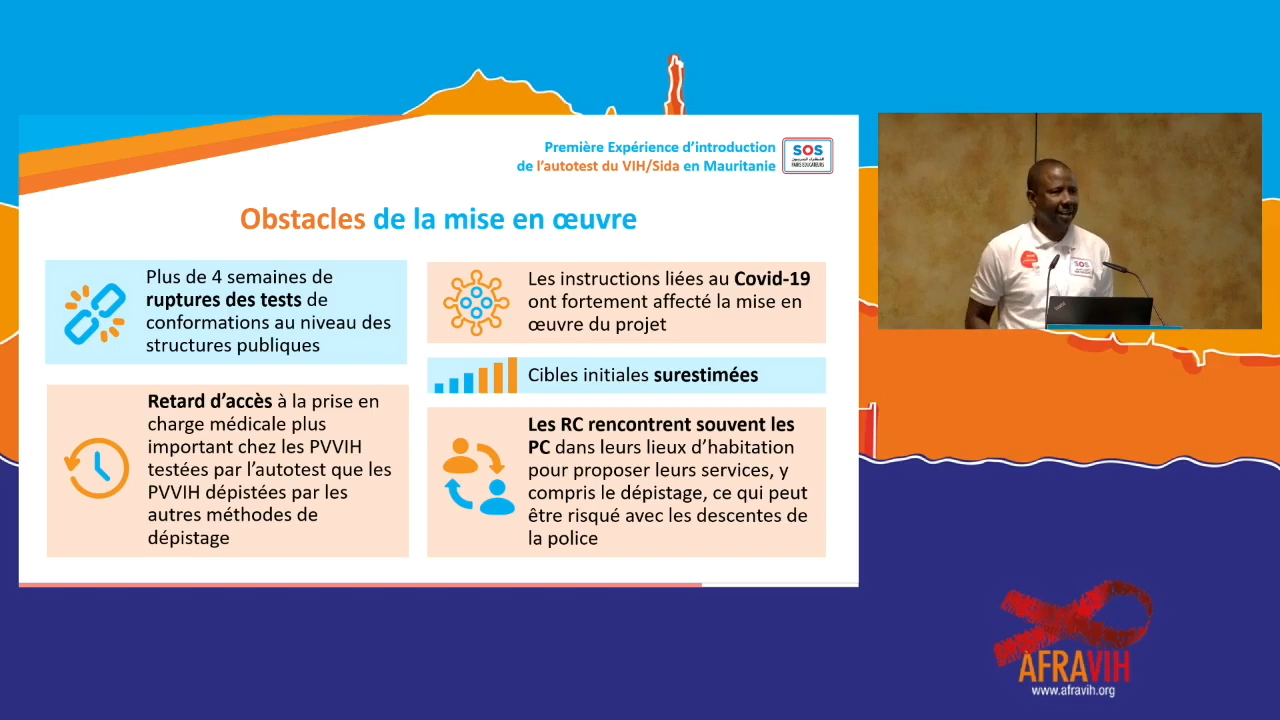 Première Expérience d’introduction
de l’autotest du VIH/Sida en Mauritanie
SOS
PAIRS EDUCATEURS
Obstacles de la mise en œuvre
Plus de 4 semaines de
ruptures des tests de
conformations au niveau des
structures publiques
Retard d’accès à la prise en
charge médicale plus
important chez les PVVIH
testées par l’autotest que les
PVVIH dépistées par les
autres méthodes de
dépistage
Les instructions liées au Covid-19
ont fortement affecté la mise en
œuvre du projet
Cibles initiales surestimées
Les RC rencontrent souvent les
PC dans leurs lieux d’habitation
pour proposer leurs services, y
compris le dépistage, ce qui peut
être risqué avec les descentes de
la police
SOS
AFRAVIH
www.afravih.org